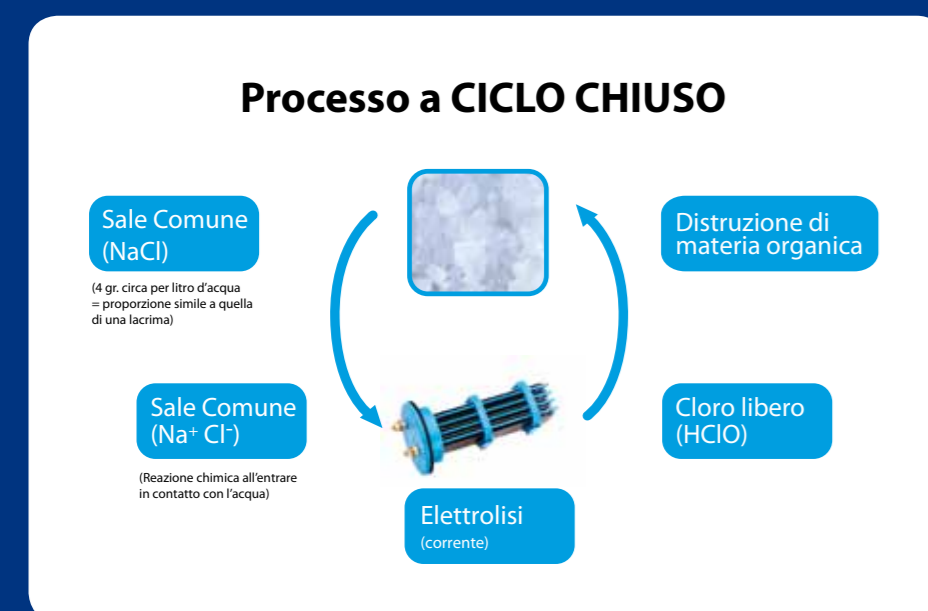 Processo a CICLO CHIUSO
Sale Comune
(NaCl)
(4 gr. circa per litro d'acqua
= proporzione simile a quella
di una lacrima)
Sale Comune
(Na⁺ Cl⁻)
(Reazione chimica all'entrare
in contatto con l'acqua)
Elettrolisi
(corrente)
Cloro libero
(HClO)
Distruzione di
materia organica